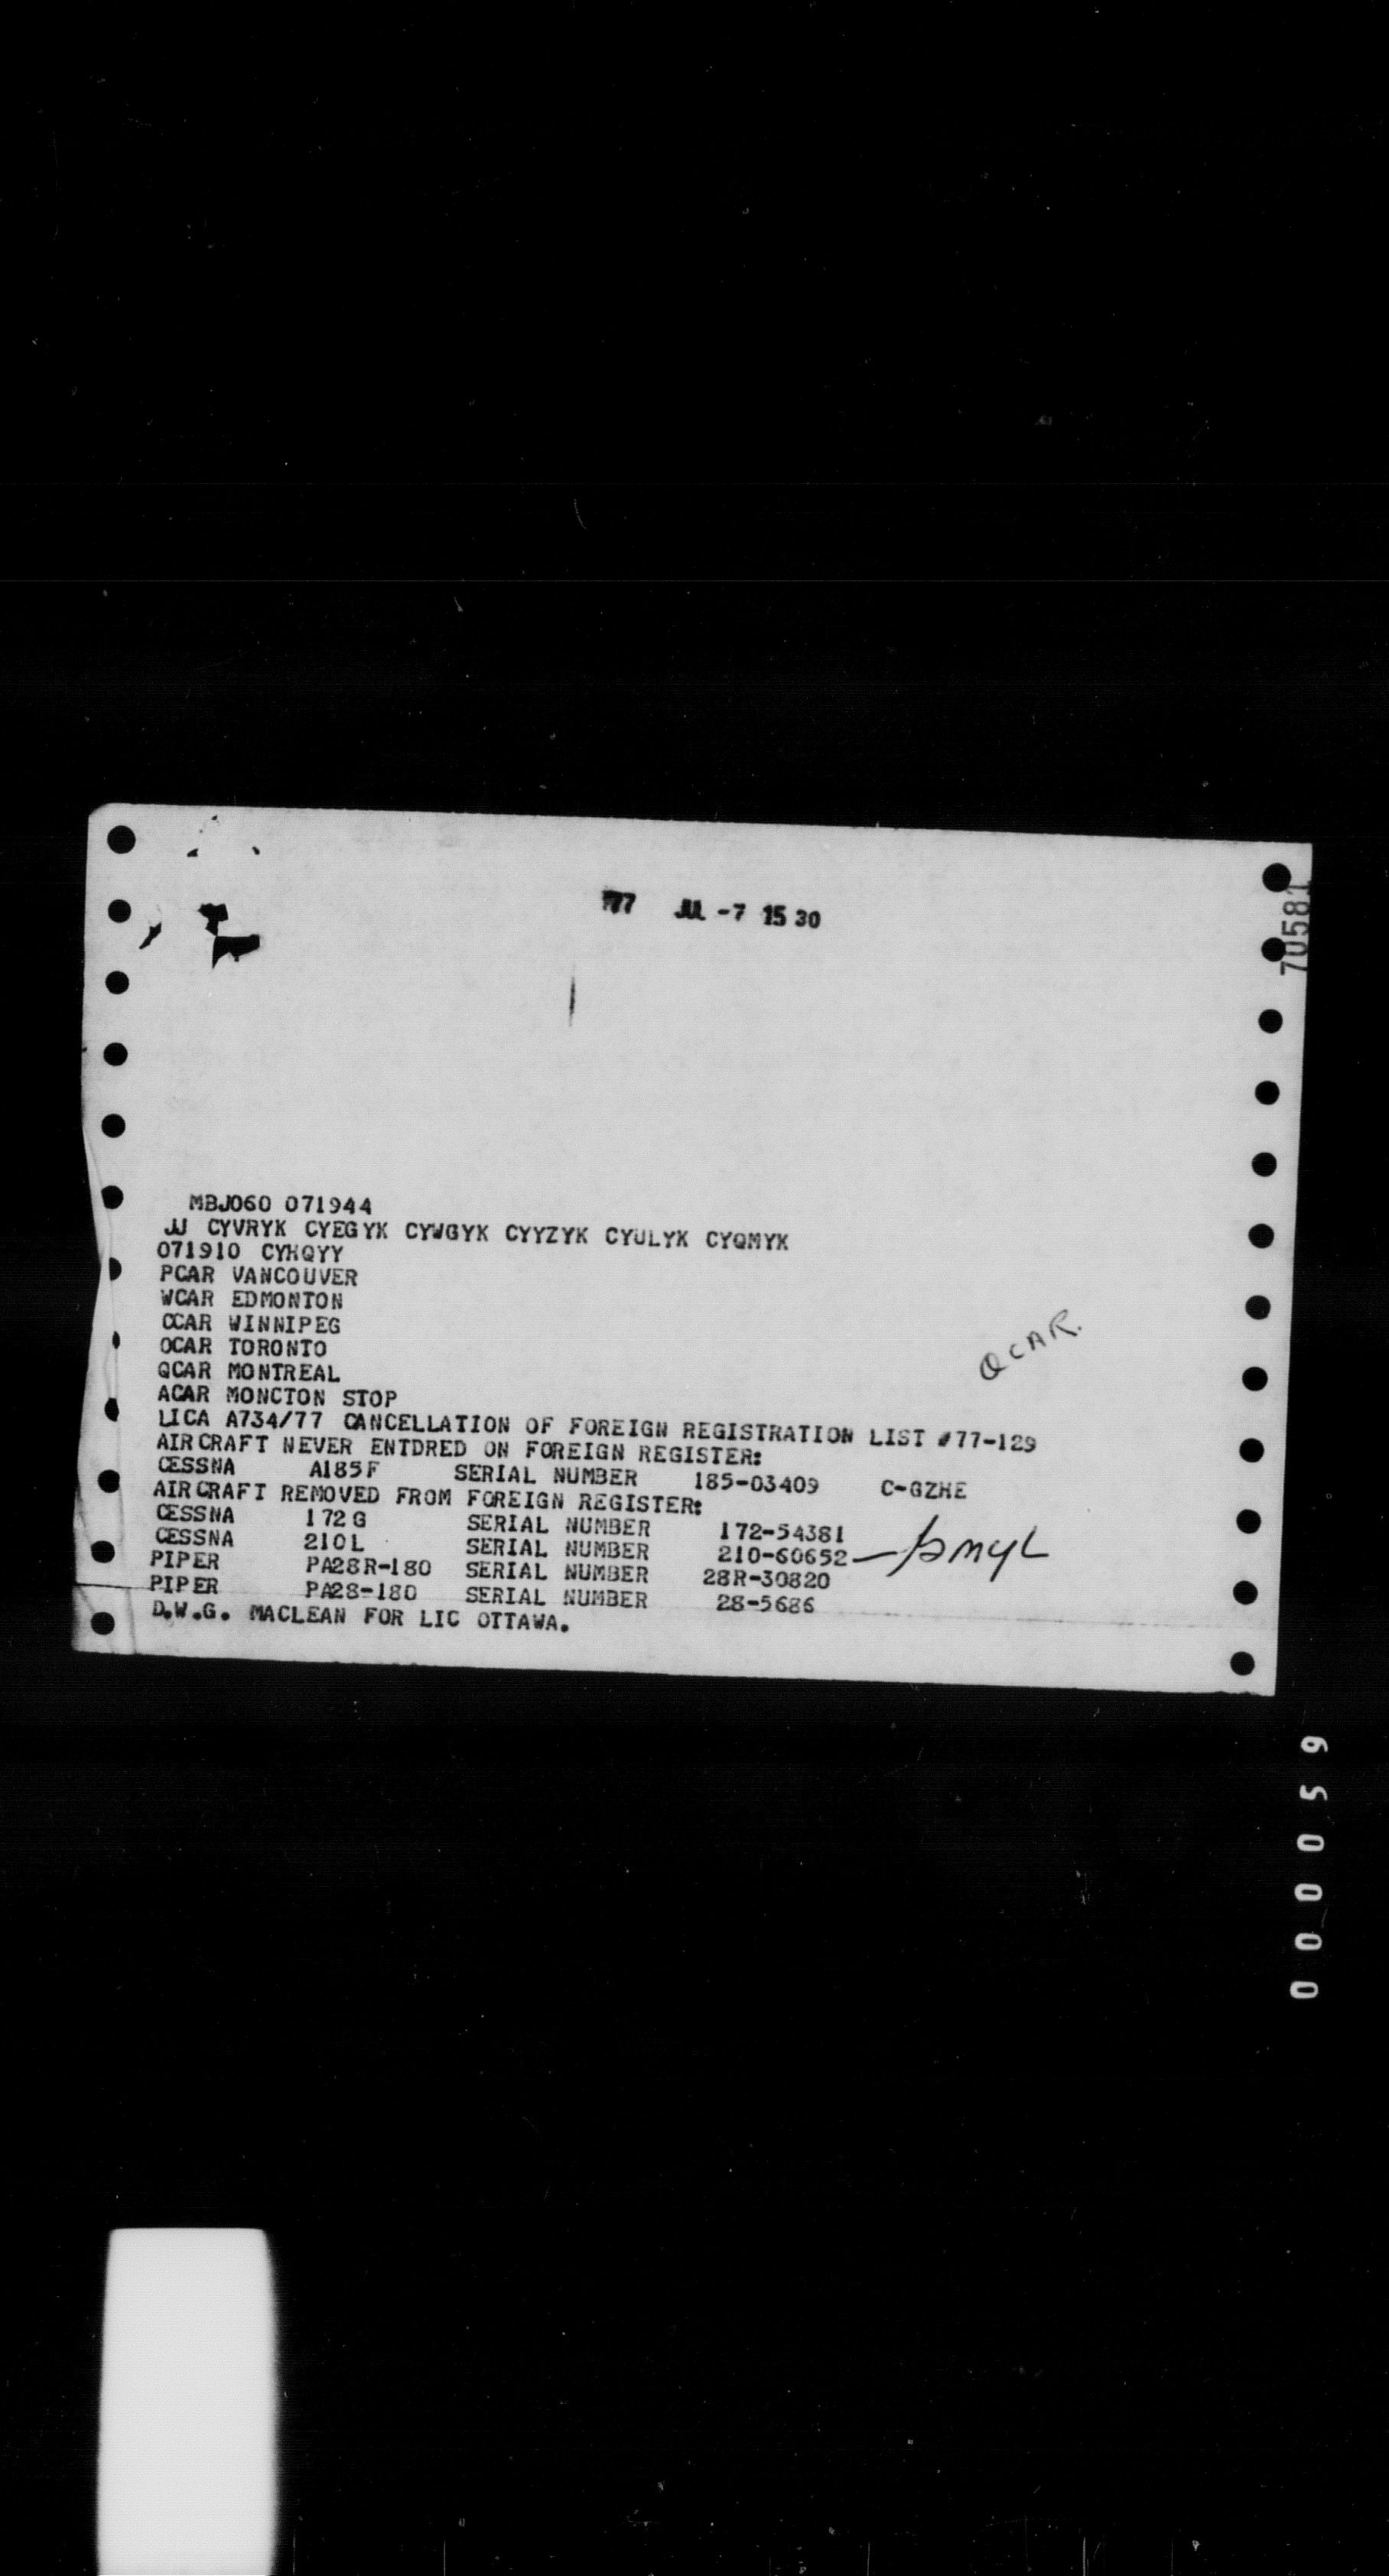 '77 JUL -7 15 30
70581
MBJ060 071944
JJ CYVRYK CYEGYK CYWGYK CYYZYK CYULYK CYQMYK
071910 CYHQYY
PCAR VANCOUVER
WCAR EDMONTON
CCAR WINNIPEG
OCAR TORONTO
QCAR MONTREAL
QCAR.
ACAR MONCTON STOP
LICA A734/77 CANCELLATION OF FOREIGN REGISTRATION LIST #77-129
AIRCRAFT NEVER ENTDRED ON FOREIGN REGISTER:
CESSNA A185F SERIAL NUMBER 185-03409 C-GZHE
AIRCRAFT REMOVED FROM FOREIGN REGISTER:
CESSNA 172G SERIAL NUMBER 172-54381
CESSNA 210L SERIAL NUMBER 210-60652
PIPER PA28R-180 SERIAL NUMBER 28R-30820
PIPER PA28-180 SERIAL NUMBER 28-5686
D.W.G. MACLEAN FOR LIC OTTAWA.
000059